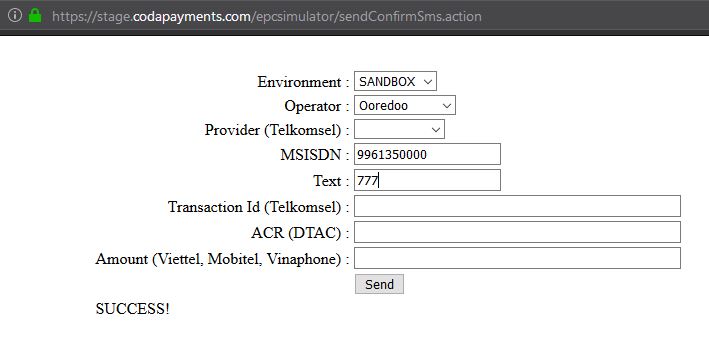 https://stage.codapayments.com/epcsimulator/sendConfirmSms.action
Environment : SANDBOX
Operator : Ooredoo
Provider (Telkomsel) :
MSISDN : 9961350000
Text : 777
Transaction Id (Telkomsel) :
ACR (DTAC) :
Amount (Viettel, Mobitel, Vinaphone) :
Send
SUCCESS!